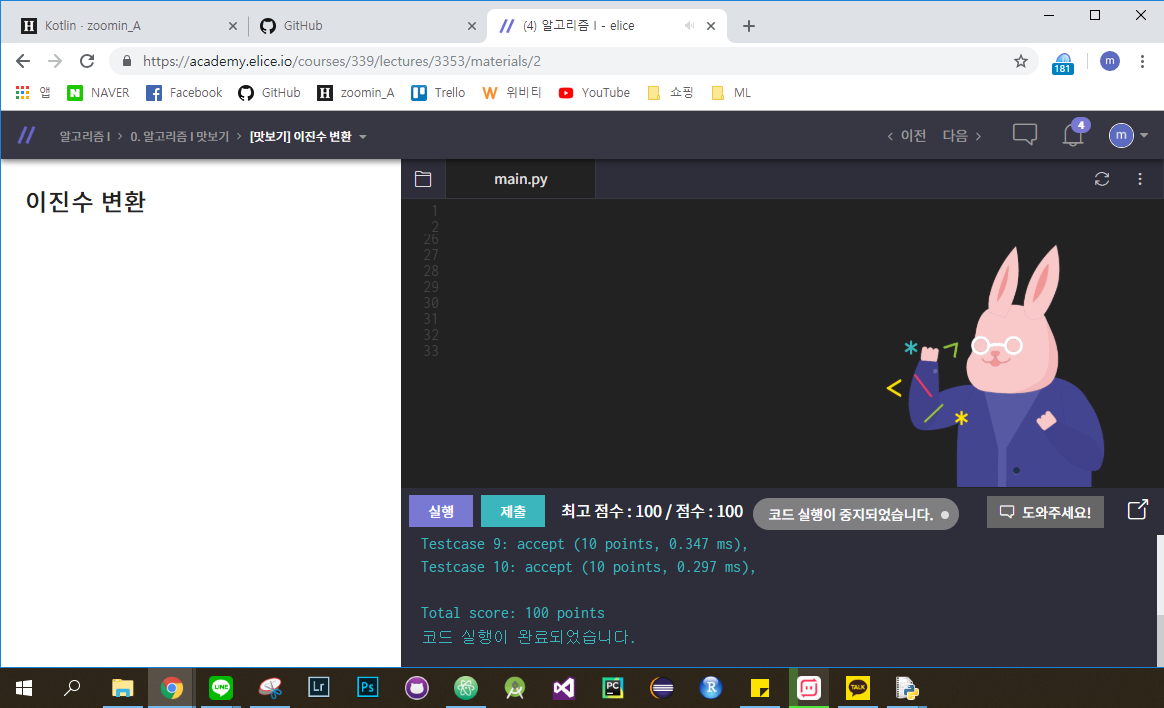 Kotlin - zoomin_A
GitHub
(4) 알고리즘 I - elice
https://academy.elice.io/courses/339/lectures/3353/materials/2
181
m
앱
NAVER
Facebook
GitHub
H zoomin_A
Trello
W 위비티
YouTube
쇼핑
ML
알고리즘 I > 0. 알고리즘 I 맛보기 > [맛보기] 이진수 변환
< 이전 다음 >
4
m
이진수 변환
main.py
1
2
26
27
28
29
30
31
32
33
실행
제출
최고 점수 : 100 / 점수 : 100
코드 실행이 중지되었습니다.
도와주세요!
Testcase 9: accept (10 points, 0.347 ms),
Testcase 10: accept (10 points, 0.297 ms),
Total score: 100 points
코드 실행이 완료되었습니다.
LINE
Lr
Ps
PC
R
TALK